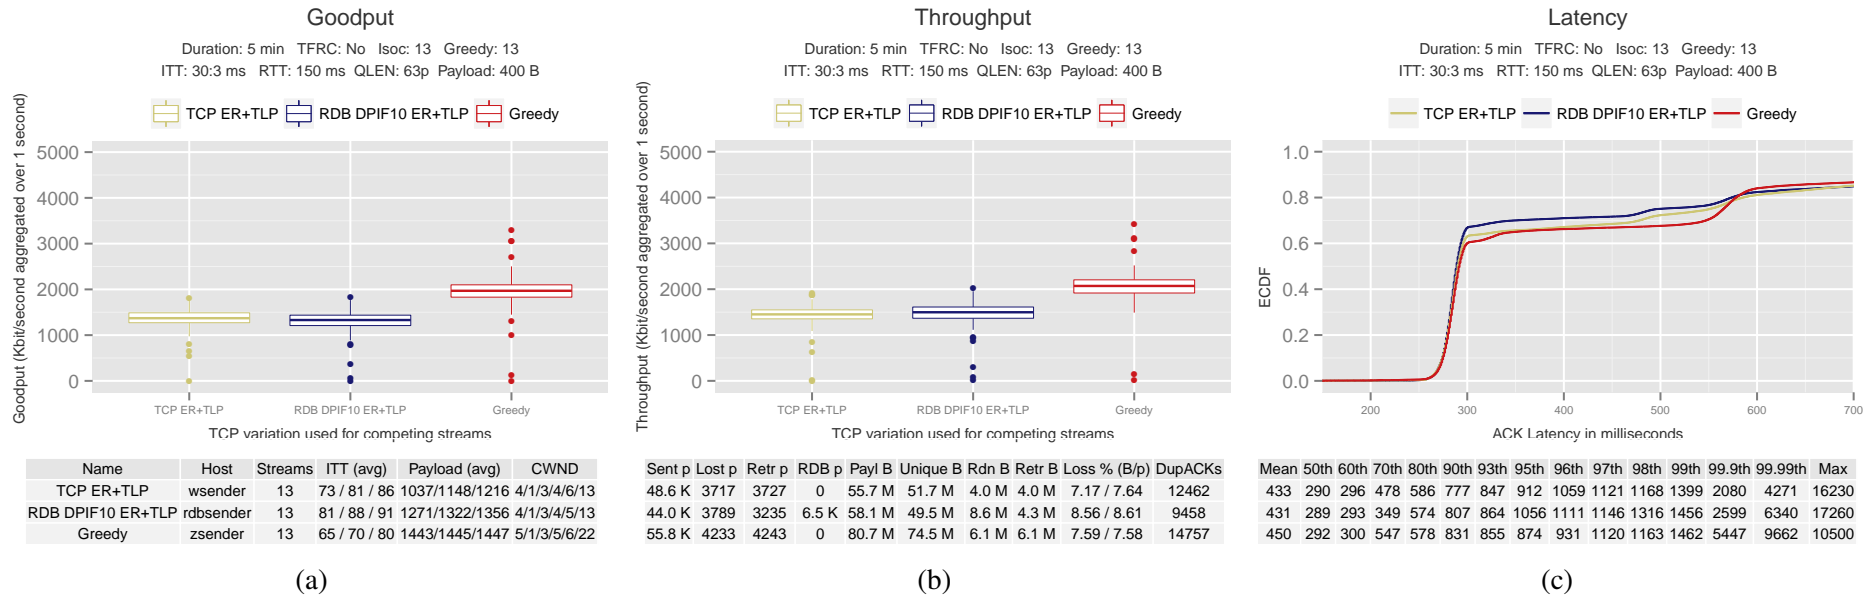 Goodput
Duration: 5 min TFRC: No Isoc: 13 Greedy: 13
ITT: 30:3 ms RTT: 150 ms QLEN: 63p Payload: 400 B
TCP ER+TLP RDB DPIF10 ER+TLP Greedy
Goodput (Kbit/second aggregated over 1 second)
5000
4000
3000
2000
1000
0
TCP ER+TLP RDB DPIF10 ER+TLP Greedy
TCP variation used for competing streams
Name Host Streams ITT (avg) Payload (avg) CWND
TCP ER+TLP wsender 13 73 / 81 / 86 1037/1148/1216 4/1/3/4/6/13
RDB DPIF10 ER+TLP rdbsender 13 81 / 88 / 91 1271/1322/1356 4/1/3/4/5/13
Greedy zsender 13 65 / 70 / 80 1443/1445/1447 5/1/3/5/6/22
(a)
Throughput
Duration: 5 min TFRC: No Isoc: 13 Greedy: 13
ITT: 30:3 ms RTT: 150 ms QLEN: 63p Payload: 400 B
TCP ER+TLP RDB DPIF10 ER+TLP Greedy
Throughput (Kbit/second aggregated over 1 second)
5000
4000
3000
2000
1000
0
TCP ER+TLP RDB DPIF10 ER+TLP Greedy
TCP variation used for competing streams
Sent p Lost p Retr p RDB p Payl B Unique B Rdn B Retr B Loss % (B/p) DupACKs
48.6 K 3717 3727 0 55.7 M 51.7 M 4.0 M 4.0 M 7.17 / 7.64 12462
44.0 K 3789 3235 6.5 K 58.1 M 49.5 M 8.6 M 4.3 M 8.56 / 8.61 9458
55.8 K 4233 4243 0 80.7 M 74.5 M 6.1 M 6.1 M 7.59 / 7.58 14757
(b)
Latency
Duration: 5 min TFRC: No Isoc: 13 Greedy: 13
ITT: 30:3 ms RTT: 150 ms QLEN: 63p Payload: 400 B
TCP ER+TLP RDB DPIF10 ER+TLP Greedy
ECDF
1.0
0.8
0.6
0.4
0.2
0.0
200 300 400 500 600 700
ACK Latency in milliseconds
Mean 50th 60th 70th 80th 90th 93th 95th 96th 97th 98th 99th 99.9th 99.99th Max
433 290 296 478 586 777 847 912 1059 1121 1168 1399 2080 4271 16230
431 289 293 349 574 807 864 1056 1111 1146 1316 1456 2599 6340 17260
450 292 300 547 578 831 855 874 931 1120 1163 1462 5447 9662 10500
(c)